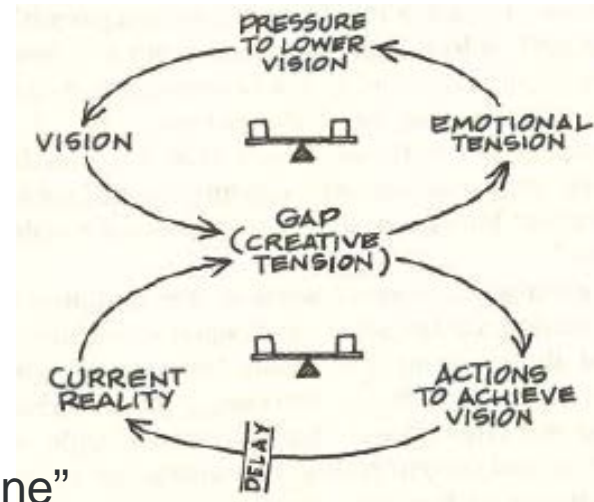 PRESSURE
TO LOWER
VISION
VISION
EMOTIONAL
TENSION
GAP
(CREATIVE
TENSION)
CURRENT
REALITY
ACTIONS
TO ACHIEVE
VISION
DELAY
ne”